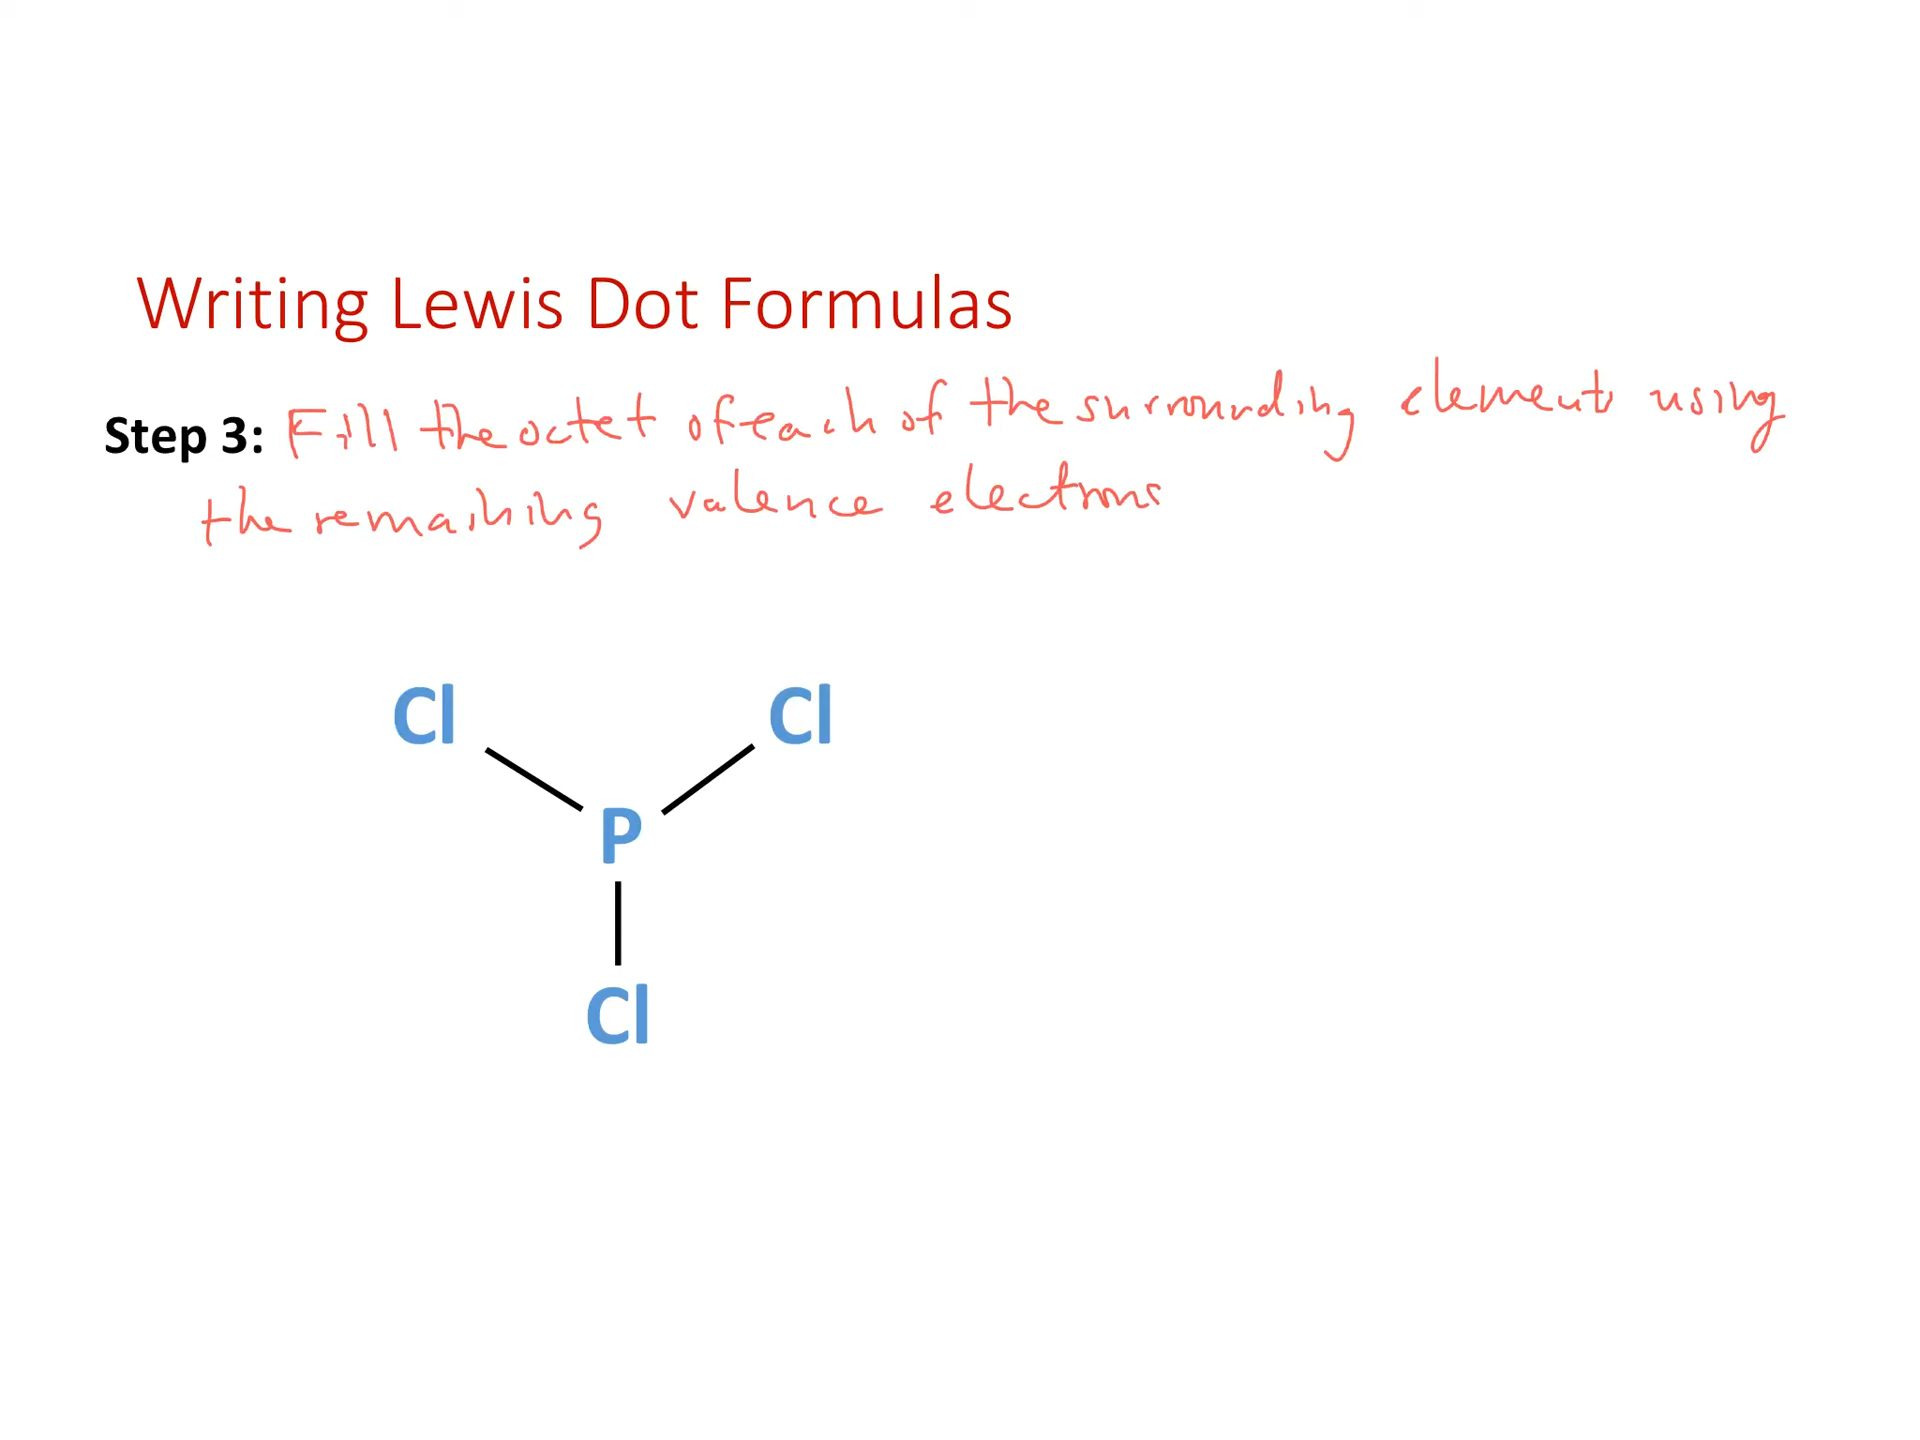 Writing Lewis Dot Formulas
Step 3: Fill the octet of each of the surrounding elements using
the remaining valence electrons
Cl Cl
P
Cl